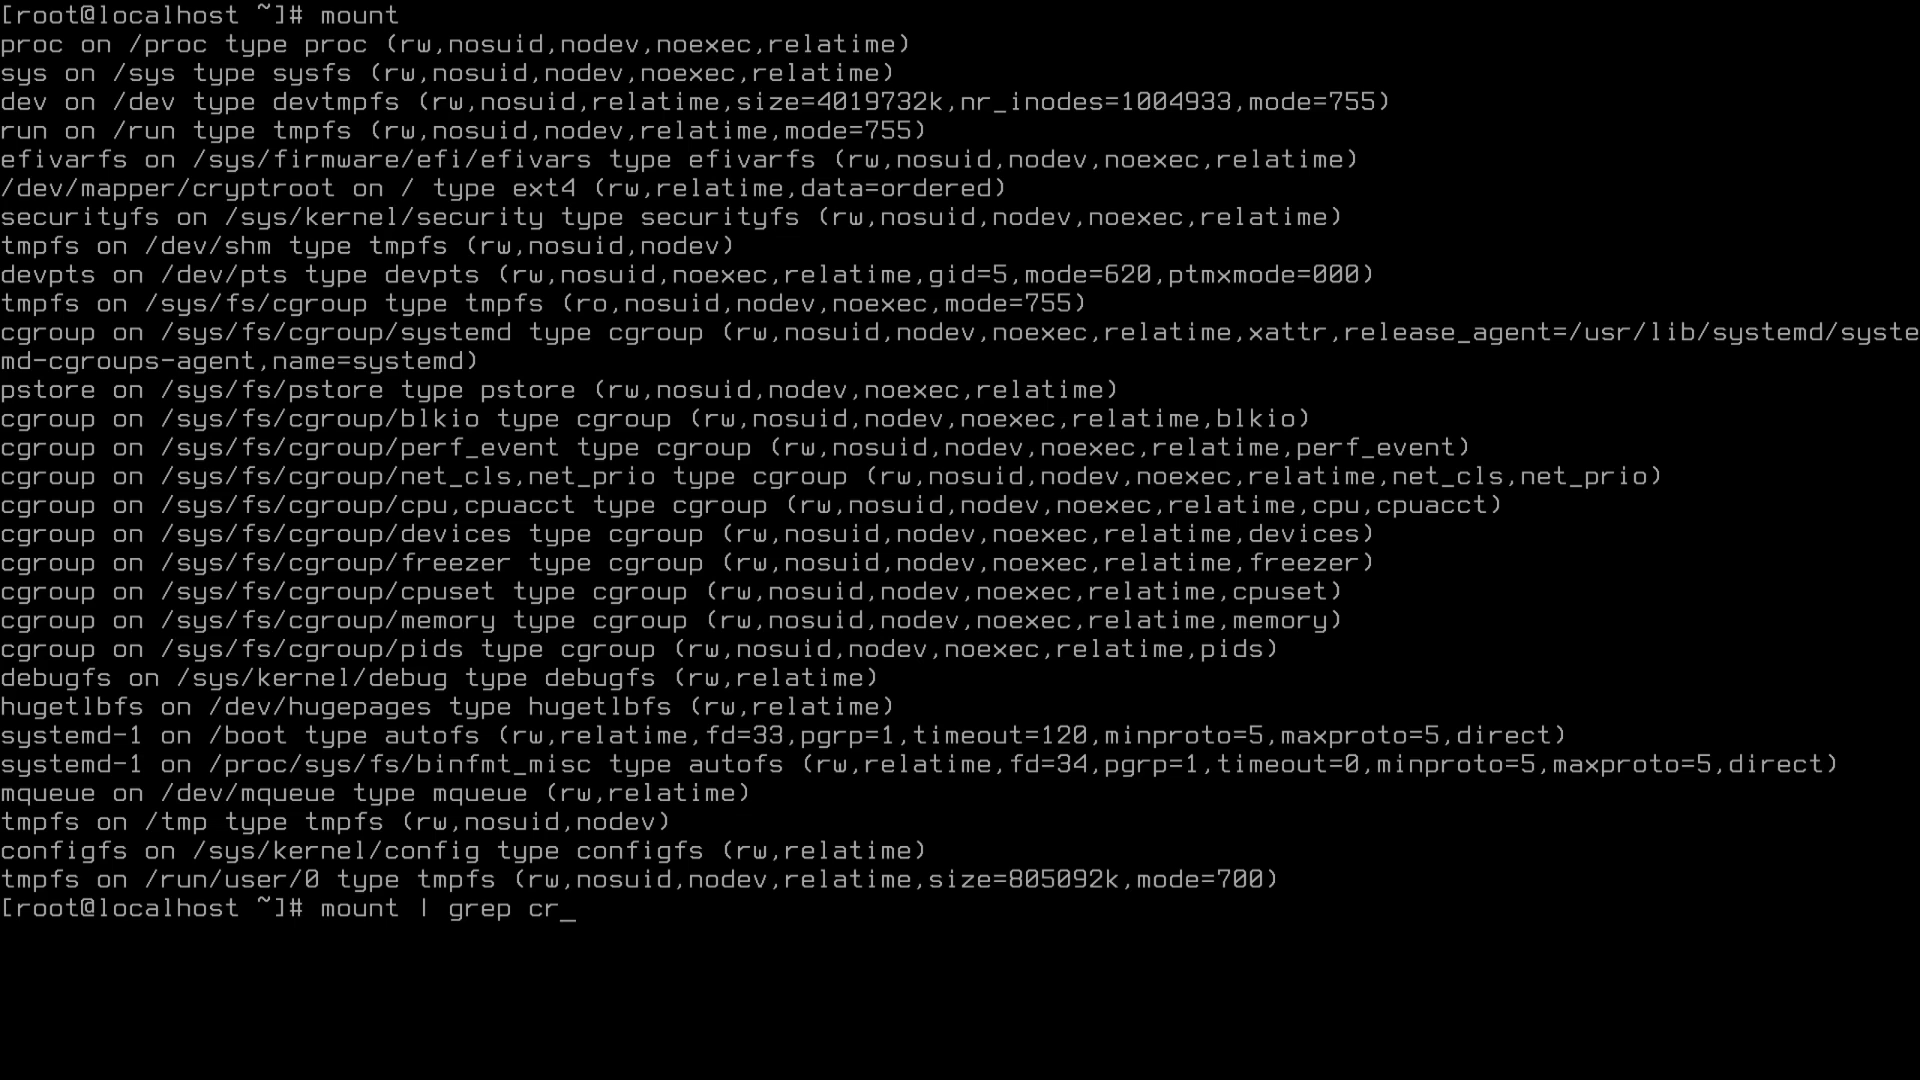 [root@localhost ~]# mount
proc on /proc type proc (rw,nosuid,nodev,noexec,relatime)
sys on /sys type sysfs (rw,nosuid,nodev,noexec,relatime)
dev on /dev type devtmpfs (rw,nosuid,relatime,size=4019732k,nr_inodes=1004933,mode=755)
run on /run type tmpfs (rw,nosuid,nodev,relatime,mode=755)
efivarfs on /sys/firmware/efi/efivars type efivarfs (rw,nosuid,nodev,noexec,relatime)
/dev/mapper/cryptroot on / type ext4 (rw,relatime,data=ordered)
securityfs on /sys/kernel/security type securityfs (rw,nosuid,nodev,noexec,relatime)
tmpfs on /dev/shm type tmpfs (rw,nosuid,nodev)
devpts on /dev/pts type devpts (rw,nosuid,noexec,relatime,gid=5,mode=620,ptmxmode=000)
tmpfs on /sys/fs/cgroup type tmpfs (ro,nosuid,nodev,noexec,mode=755)
cgroup on /sys/fs/cgroup/systemd type cgroup (rw,nosuid,nodev,noexec,relatime,xattr,release_agent=/usr/lib/systemd/syste
md-cgroups-agent,name=systemd)
pstore on /sys/fs/pstore type pstore (rw,nosuid,nodev,noexec,relatime)
cgroup on /sys/fs/cgroup/blkio type cgroup (rw,nosuid,nodev,noexec,relatime,blkio)
cgroup on /sys/fs/cgroup/perf_event type cgroup (rw,nosuid,nodev,noexec,relatime,perf_event)
cgroup on /sys/fs/cgroup/net_cls,net_prio type cgroup (rw,nosuid,nodev,noexec,relatime,net_cls,net_prio)
cgroup on /sys/fs/cgroup/cpu,cpuacct type cgroup (rw,nosuid,nodev,noexec,relatime,cpu,cpuacct)
cgroup on /sys/fs/cgroup/devices type cgroup (rw,nosuid,nodev,noexec,relatime,devices)
cgroup on /sys/fs/cgroup/freezer type cgroup (rw,nosuid,nodev,noexec,relatime,freezer)
cgroup on /sys/fs/cgroup/cpuset type cgroup (rw,nosuid,nodev,noexec,relatime,cpuset)
cgroup on /sys/fs/cgroup/memory type cgroup (rw,nosuid,nodev,noexec,relatime,memory)
cgroup on /sys/fs/cgroup/pids type cgroup (rw,nosuid,nodev,noexec,relatime,pids)
debugfs on /sys/kernel/debug type debugfs (rw,relatime)
hugetlbfs on /dev/hugepages type hugetlbfs (rw,relatime)
systemd-1 on /boot type autofs (rw,relatime,fd=33,pgrp=1,timeout=120,minproto=5,maxproto=5,direct)
systemd-1 on /proc/sys/fs/binfmt_misc type autofs (rw,relatime,fd=34,pgrp=1,timeout=0,minproto=5,maxproto=5,direct)
mqueue on /dev/mqueue type mqueue (rw,relatime)
tmpfs on /tmp type tmpfs (rw,nosuid,nodev)
configfs on /sys/kernel/config type configfs (rw,relatime)
tmpfs on /run/user/0 type tmpfs (rw,nosuid,nodev,relatime,size=805092k,mode=700)
[root@localhost ~]# mount | grep cr_